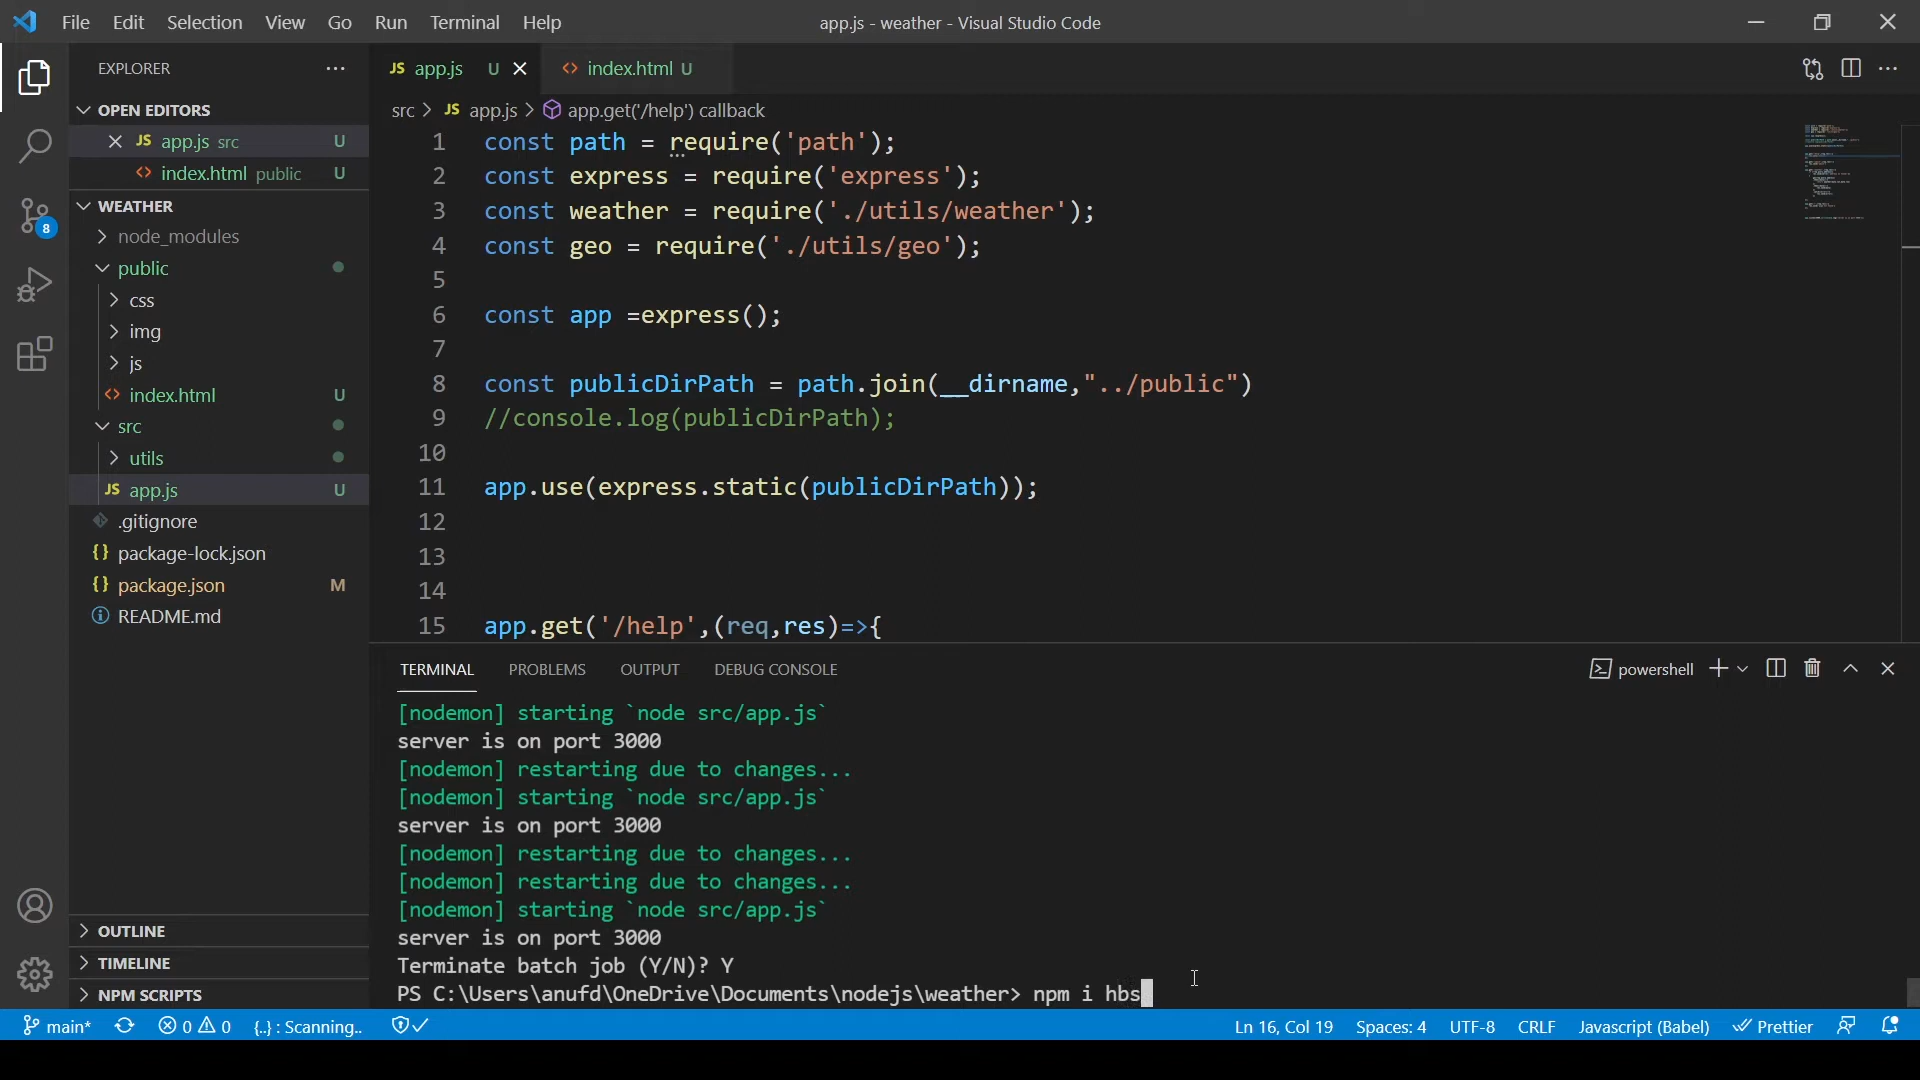 File Edit Selection View Go Run Terminal Help
app.js - weather - Visual Studio Code
EXPLORER
OPEN EDITORS
JS app.js src U
<> index.html public U
WEATHER
node_modules
public
css
img
js
<> index.html U
src
utils
JS app.js U
.gitignore
{} package-lock.json
{} package.json M
README.md
OUTLINE
TIMELINE
NPM SCRIPTS
8
JS app.js U
<> index.html U
src > JS app.js > app.get('/help') callback
1 const path = require('path');
2 const express = require('express');
3 const weather = require('./utils/weather');
4 const geo = require('./utils/geo');
5
6 const app =express();
7
8 const publicDirPath = path.join(__dirname,"../public")
9 //console.log(publicDirPath);
10
11 app.use(express.static(publicDirPath));
12
13
14
15 app.get('/help',(req,res)=>{
TERMINAL PROBLEMS OUTPUT DEBUG CONSOLE
powershell
[nodemon] starting `node src/app.js`
server is on port 3000
[nodemon] restarting due to changes...
[nodemon] starting `node src/app.js`
server is on port 3000
[nodemon] restarting due to changes...
[nodemon] restarting due to changes...
[nodemon] starting `node src/app.js`
server is on port 3000
Terminate batch job (Y/N)? Y
PS C:\Users\anufd\OneDrive\Documents\nodejs\weather> npm i hbs
main* 0 0 {..} : Scanning..
Ln 16, Col 19 Spaces: 4 UTF-8 CRLF Javascript (Babel) Prettier